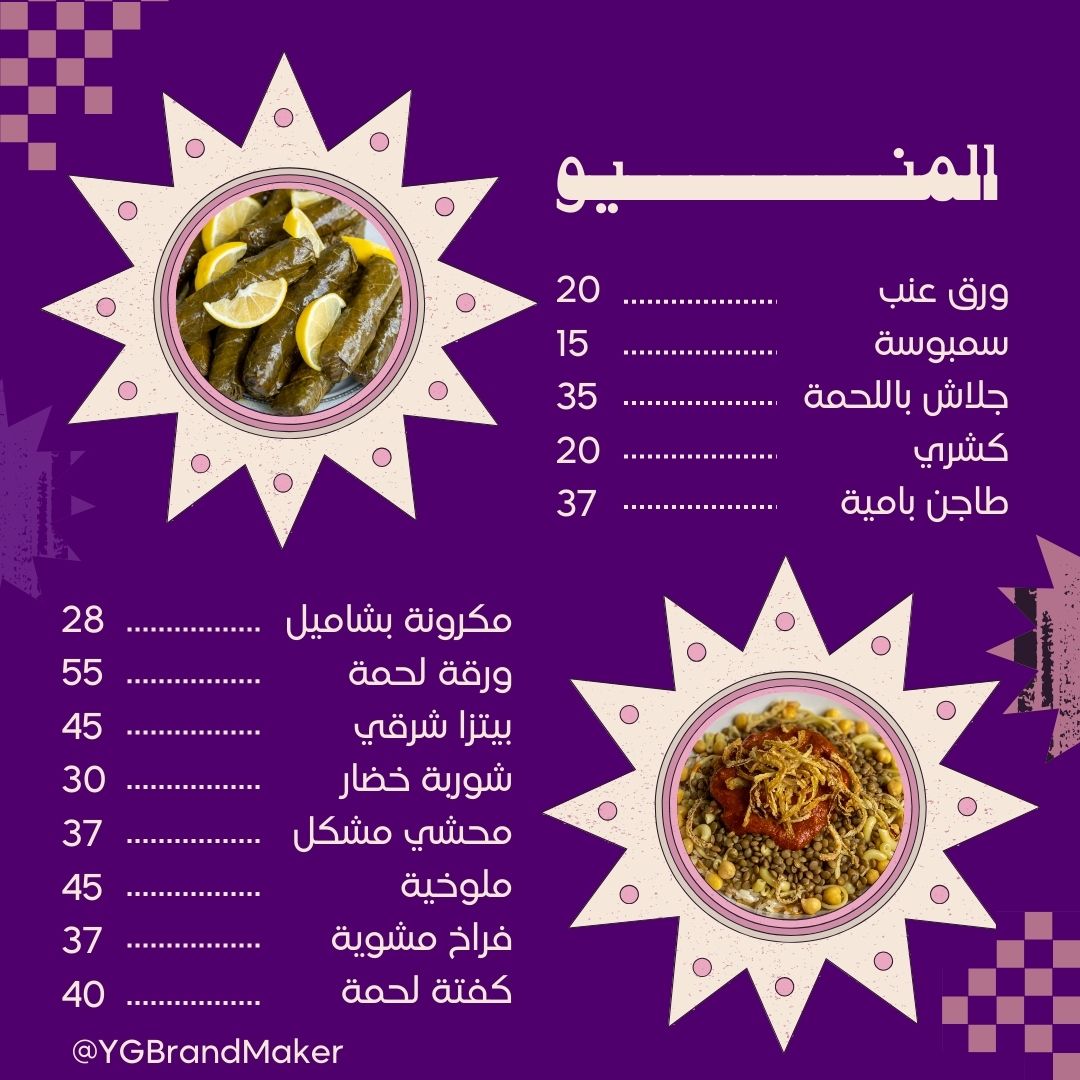 المنيو
ورق عنب ................... 20
سمبوسة ................... 15
جلاش باللحمة ................... 35
كشري ................... 20
طاجن بامية ................... 37
مكرونة بشاميل ................. 28
ورقة لحمة ................. 55
بيتزا شرقي ................. 45
شوربة خضار ................. 30
محشي مشكل ................. 37
ملوخية ................. 45
فراخ مشوية ................. 37
كفتة لحمة ................. 40
@YGBrandMaker